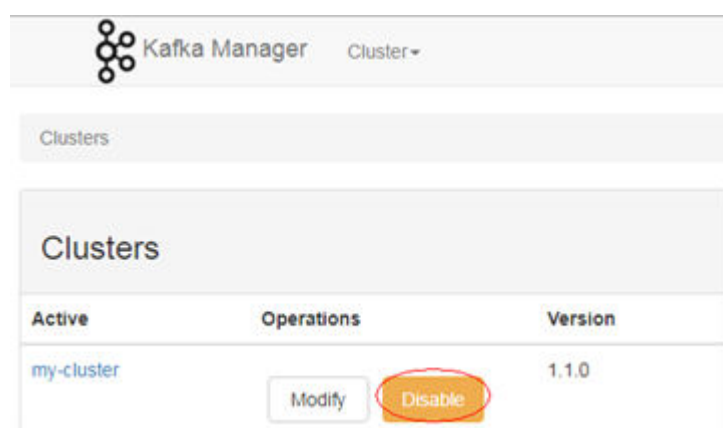 Kafka Manager Cluster
Clusters
Clusters
Active Operations Version
my-cluster 1.1.0
Modify Disable